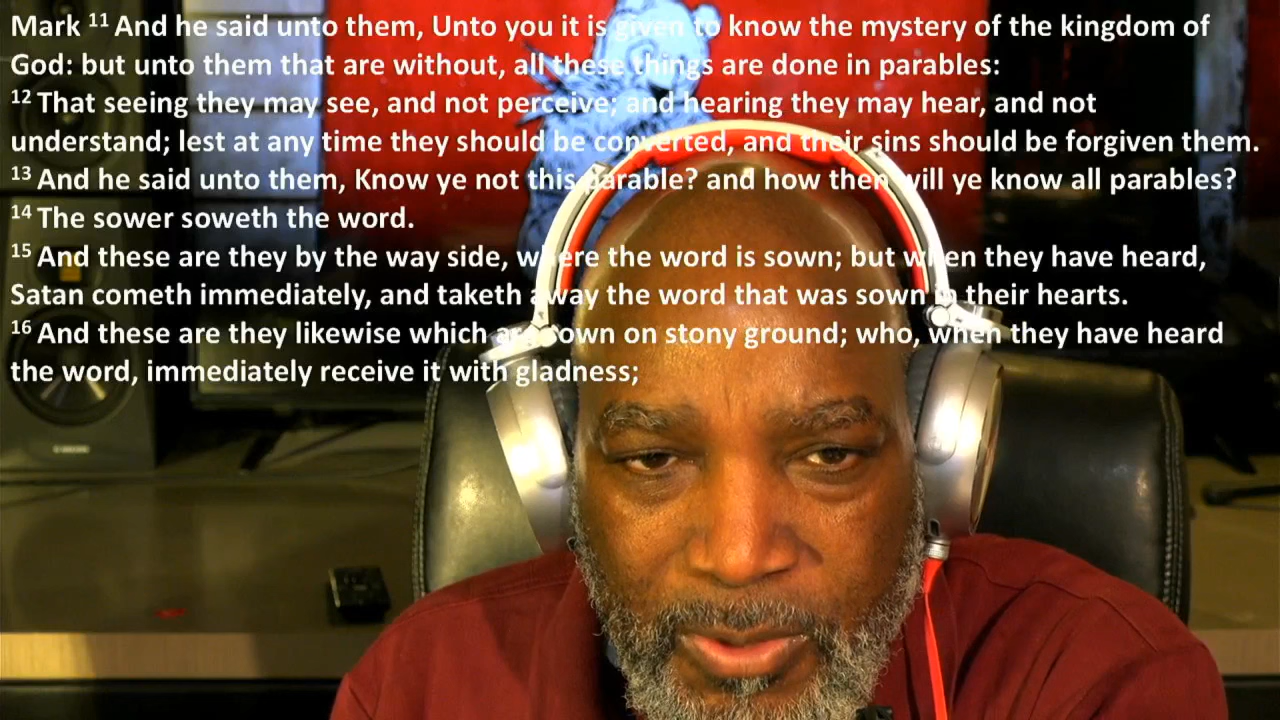 Mark 11 And he said unto them, Unto you it is given to know the mystery of the kingdom of
God: but unto them that are without, all these things are done in parables:
12 That seeing they may see, and not perceive; and hearing they may hear, and not
understand; lest at any time they should be converted, and their sins should be forgiven them.
13 And he said unto them, Know ye not this parable? and how then will ye know all parables?
14 The sower soweth the word.
15 And these are they by the way side, where the word is sown; but when they have heard,
Satan cometh immediately, and taketh away the word that was sown in their hearts.
16 And these are they likewise which are sown on stony ground; who, when they have heard
the word, immediately receive it with gladness;